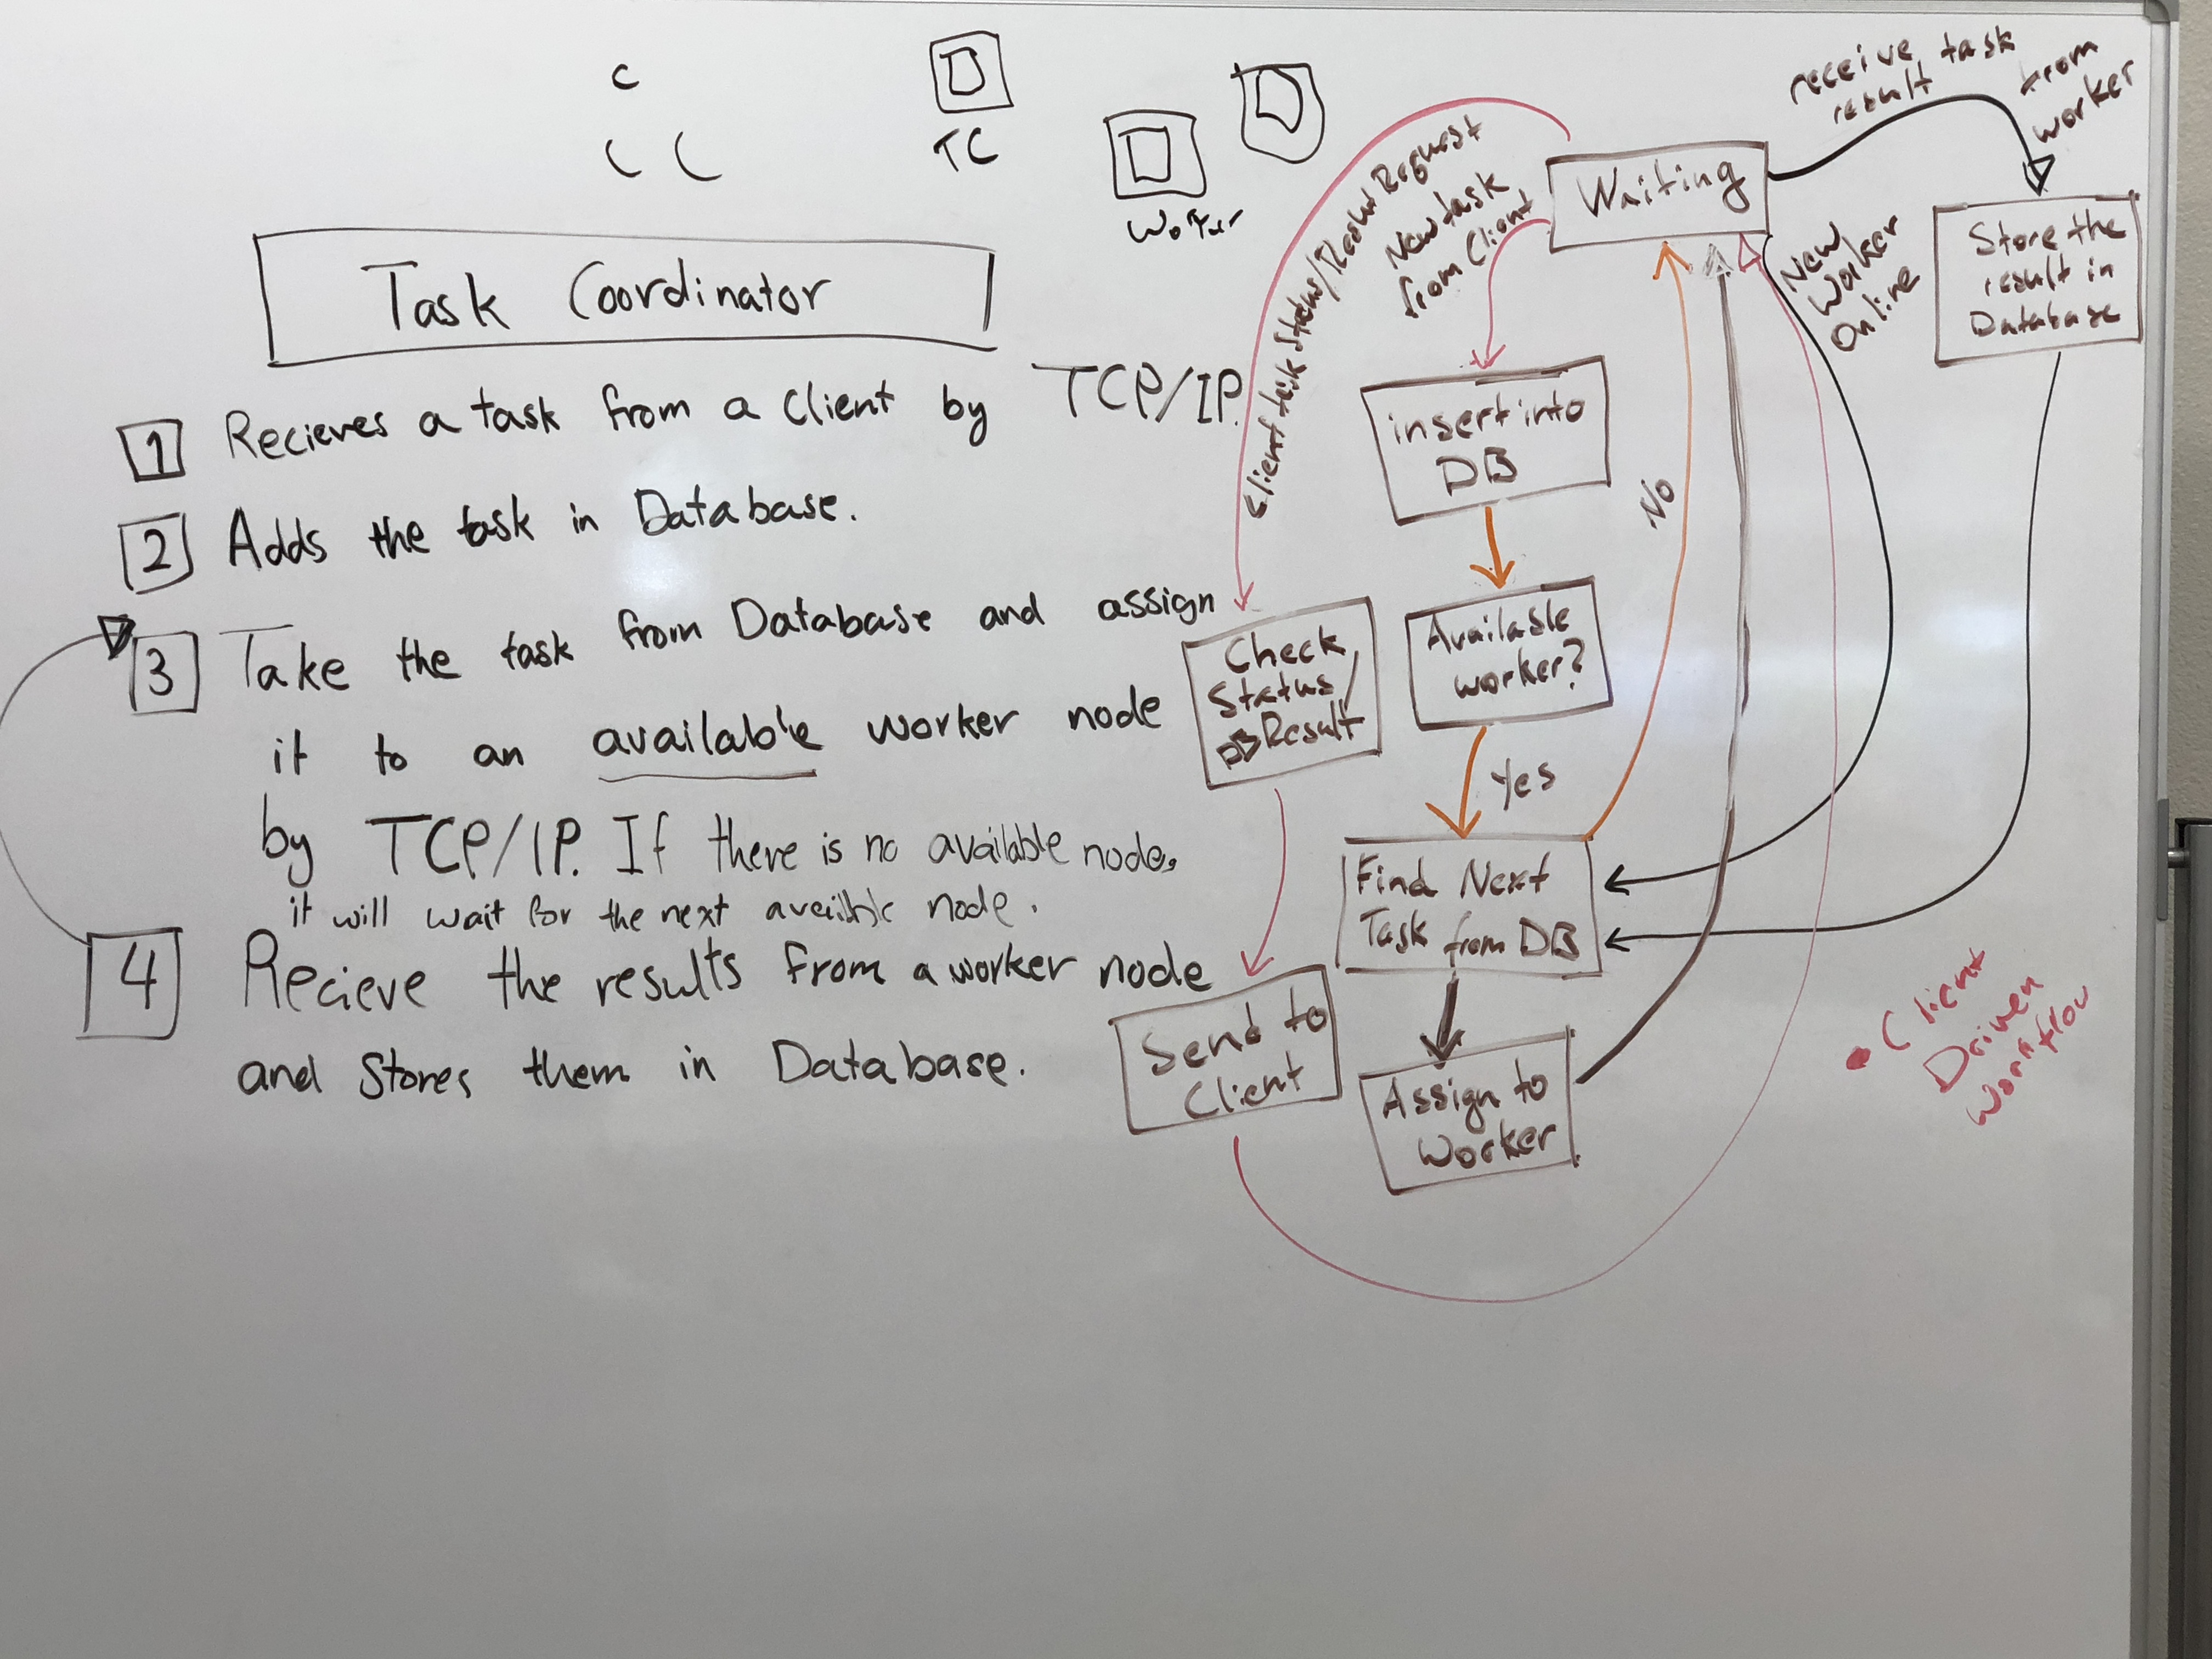 C
C C
D
TC
D
Worker
D
Task Coordinator
1 Recieves a task from a client by TCP/IP.
2 Adds the task in Database.
3 Take the task from Database and assign
it to an available worker node
by TCP/IP. If there is no available node,
it will wait for the next available node.
4 Recieve the results from a worker node
and Stores them in Database.
Waiting
receive task
result
from
worker
Store the
result in
Database
New
Worker
Online
New task
from Client
Client task Status/Result Request
insert into
DB
No
Available
worker?
Yes
Check
Status/
DB Result
Find Next
Task from DB
Send to
Client
Assign to
Worker
Client
Driven
Workflow